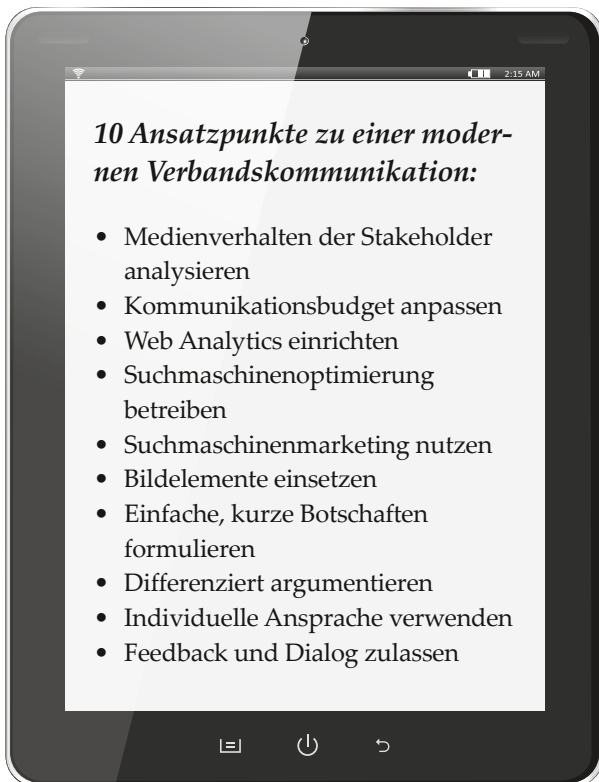 2:15 AM
10 Ansatzpunkte zu einer moder-
nen Verbandskommunikation:
• Medienverhalten der Stakeholder
analysieren
• Kommunikationsbudget anpassen
• Web Analytics einrichten
• Suchmaschinenoptimierung
betreiben
• Suchmaschinenmarketing nutzen
• Bildelemente einsetzen
• Einfache, kurze Botschaften
formulieren
• Differenziert argumentieren
• Individuelle Ansprache verwenden
• Feedback und Dialog zulassen